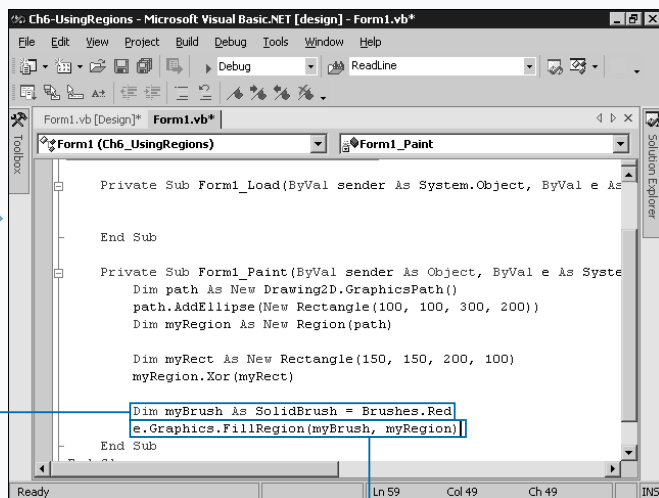 Ch6-UsingRegions - Microsoft Visual Basic.NET [design] - Form1.vb*
File Edit View Project Build Debug Tools Window Help
Debug ReadLine
Form1.vb [Design]* Form1.vb*
Toolbox
Form1 (Ch6_UsingRegions) Form1_Paint
Solution Explorer
Private Sub Form1_Load(ByVal sender As System.Object, ByVal e As
End Sub
Private Sub Form1_Paint(ByVal sender As Object, ByVal e As Syste
Dim path As New Drawing2D.GraphicsPath()
path.AddEllipse(New Rectangle(100, 100, 300, 200))
Dim myRegion As New Region(path)
Dim myRect As New Rectangle(150, 150, 200, 100)
myRegion.Xor(myRect)
Dim myBrush As SolidBrush = Brushes.Red
e.Graphics.FillRegion(myBrush, myRegion)
End Sub
Ready Ln 59 Col 49 Ch 49 INS